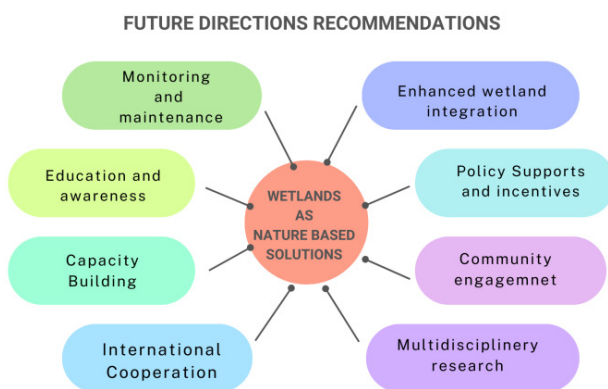 FUTURE DIRECTIONS RECOMMENDATIONS
Monitoring
and
maintenance
Enhanced wetland
integration
Education and
awareness
Policy Supports
and incentives
WETLANDS
AS
NATURE BASED
SOLUTIONS
Capacity
Building
Community
engagemnet
International
Cooperation
Multidisciplinery
research